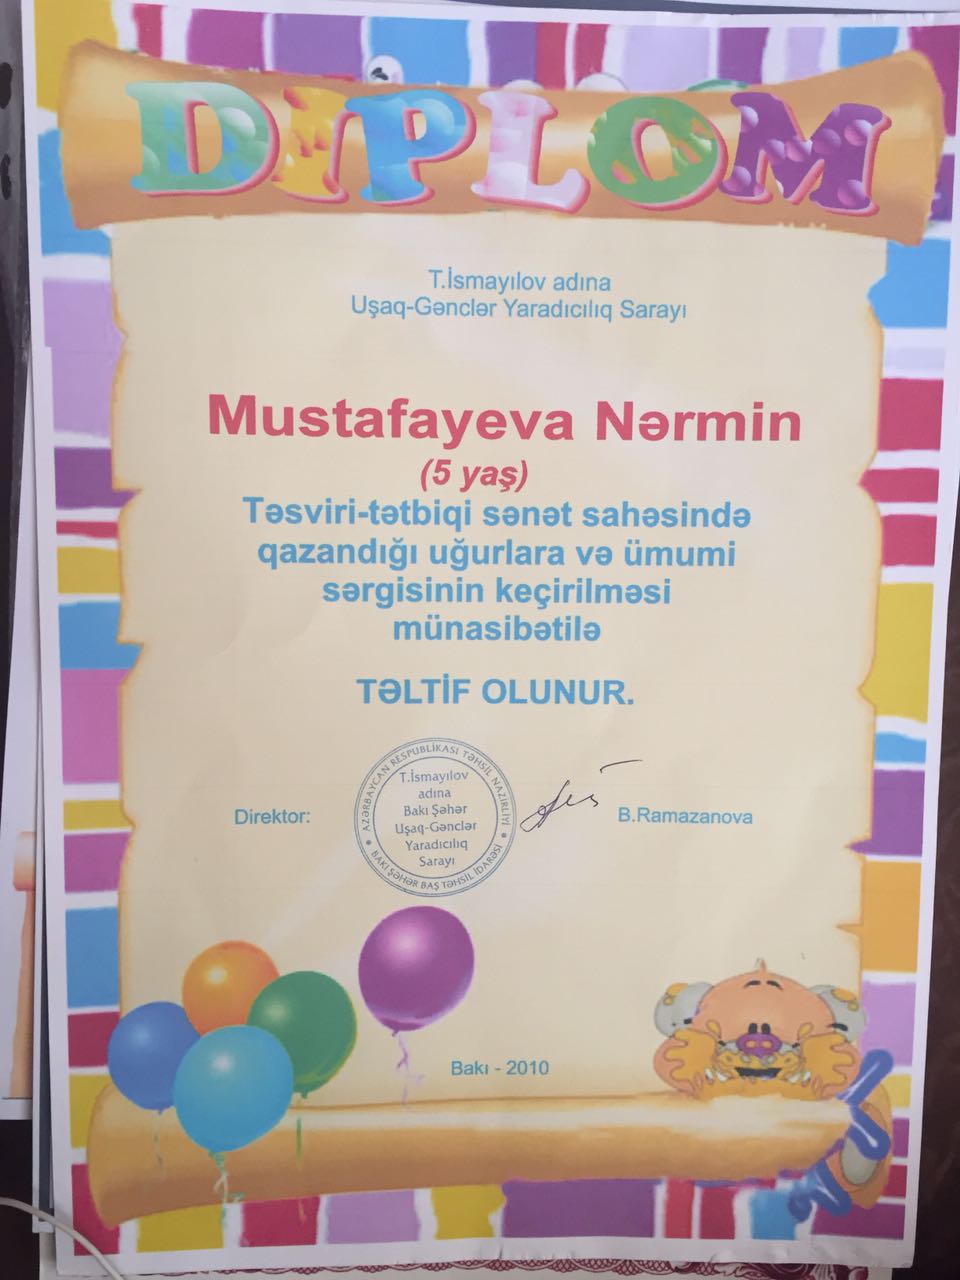 DIPLOM
T.İsmayılov adına
Uşaq-Gənclər Yaradıcılıq Sarayı
Mustafayeva Nərmin
(5 yaş)
Təsviri-tətbiqi sənət sahəsində
qazandığı uğurlara və ümumi
sərgisinin keçirilməsi
münasibətilə
TƏLTİF OLUNUR.
AZƏRBAYCAN RESPUBLİKASI TƏHSİL NAZİRLİYİ
BAKI ŞƏHƏR BAŞ TƏHSİL İDARƏSİ
T.İsmayılov
adına
Bakı Şəhər
Uşaq-Gənclər
Yaradıcılıq
Sarayı
Direktor:
B.Ramazanova
Bakı - 2010